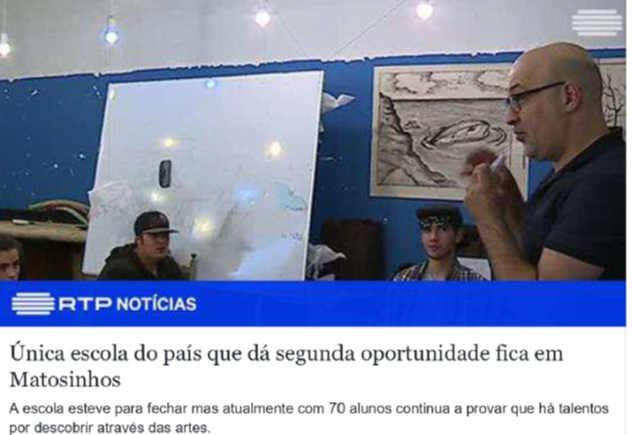 RTP NOTÍCIAS
Única escola do país que dá segunda oportunidade fica em
Matosinhos
A escola esteve para fechar mas atualmente com 70 alunos continua a provar que há talentos
por descobrir através das artes.